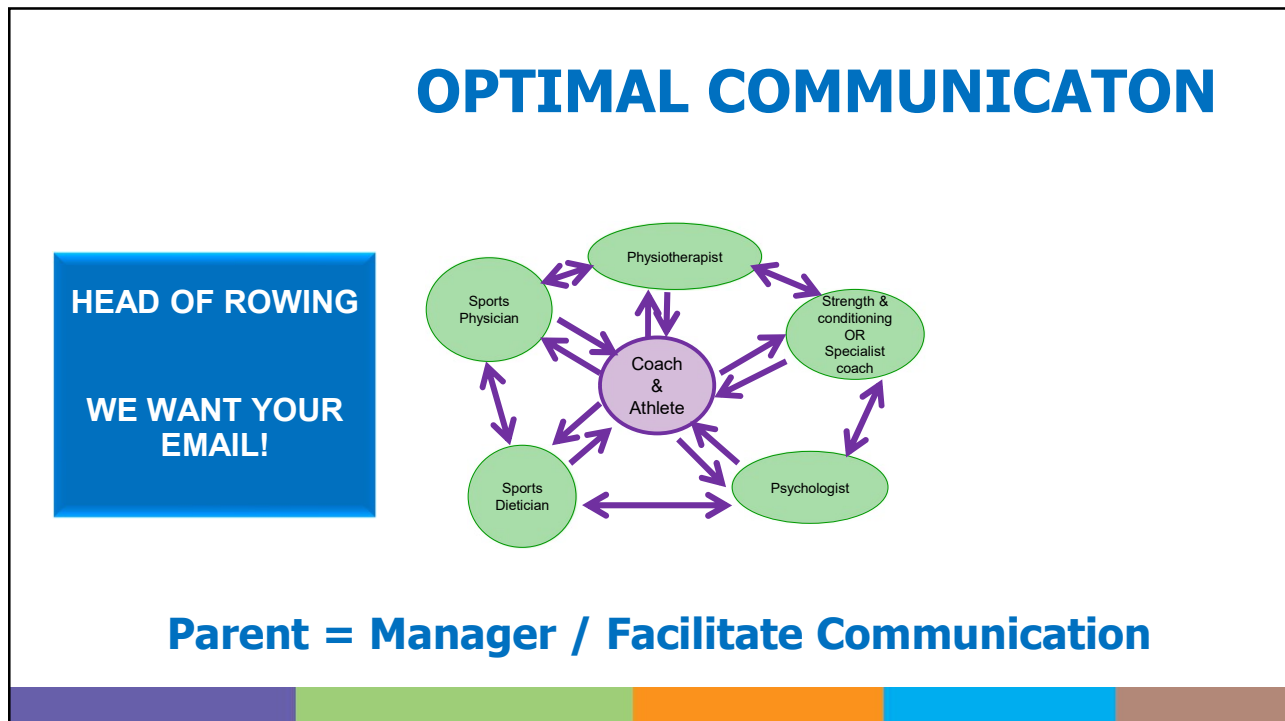 OPTIMAL COMMUNICATON
HEAD OF ROWING
WE WANT YOUR
EMAIL!
Physiotherapist
Sports
Physician
Strength &
conditioning
OR
Specialist
coach
Coach
&
Athlete
Sports
Dietician
Psychologist
Parent = Manager / Facilitate Communication